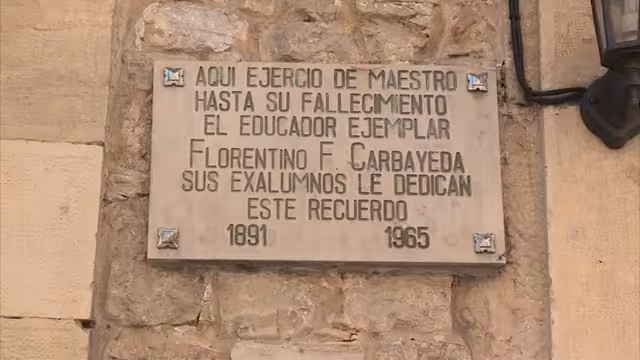 AQUI EJERCIO DE MAESTRO
HASTA SU FALLECIMIENTO
EL EDUCADOR EJEMPLAR
FLORENTINO F. CARBAYEDA
SUS EXALUMNOS LE DEDICAN
ESTE RECUERDO
1891 1965